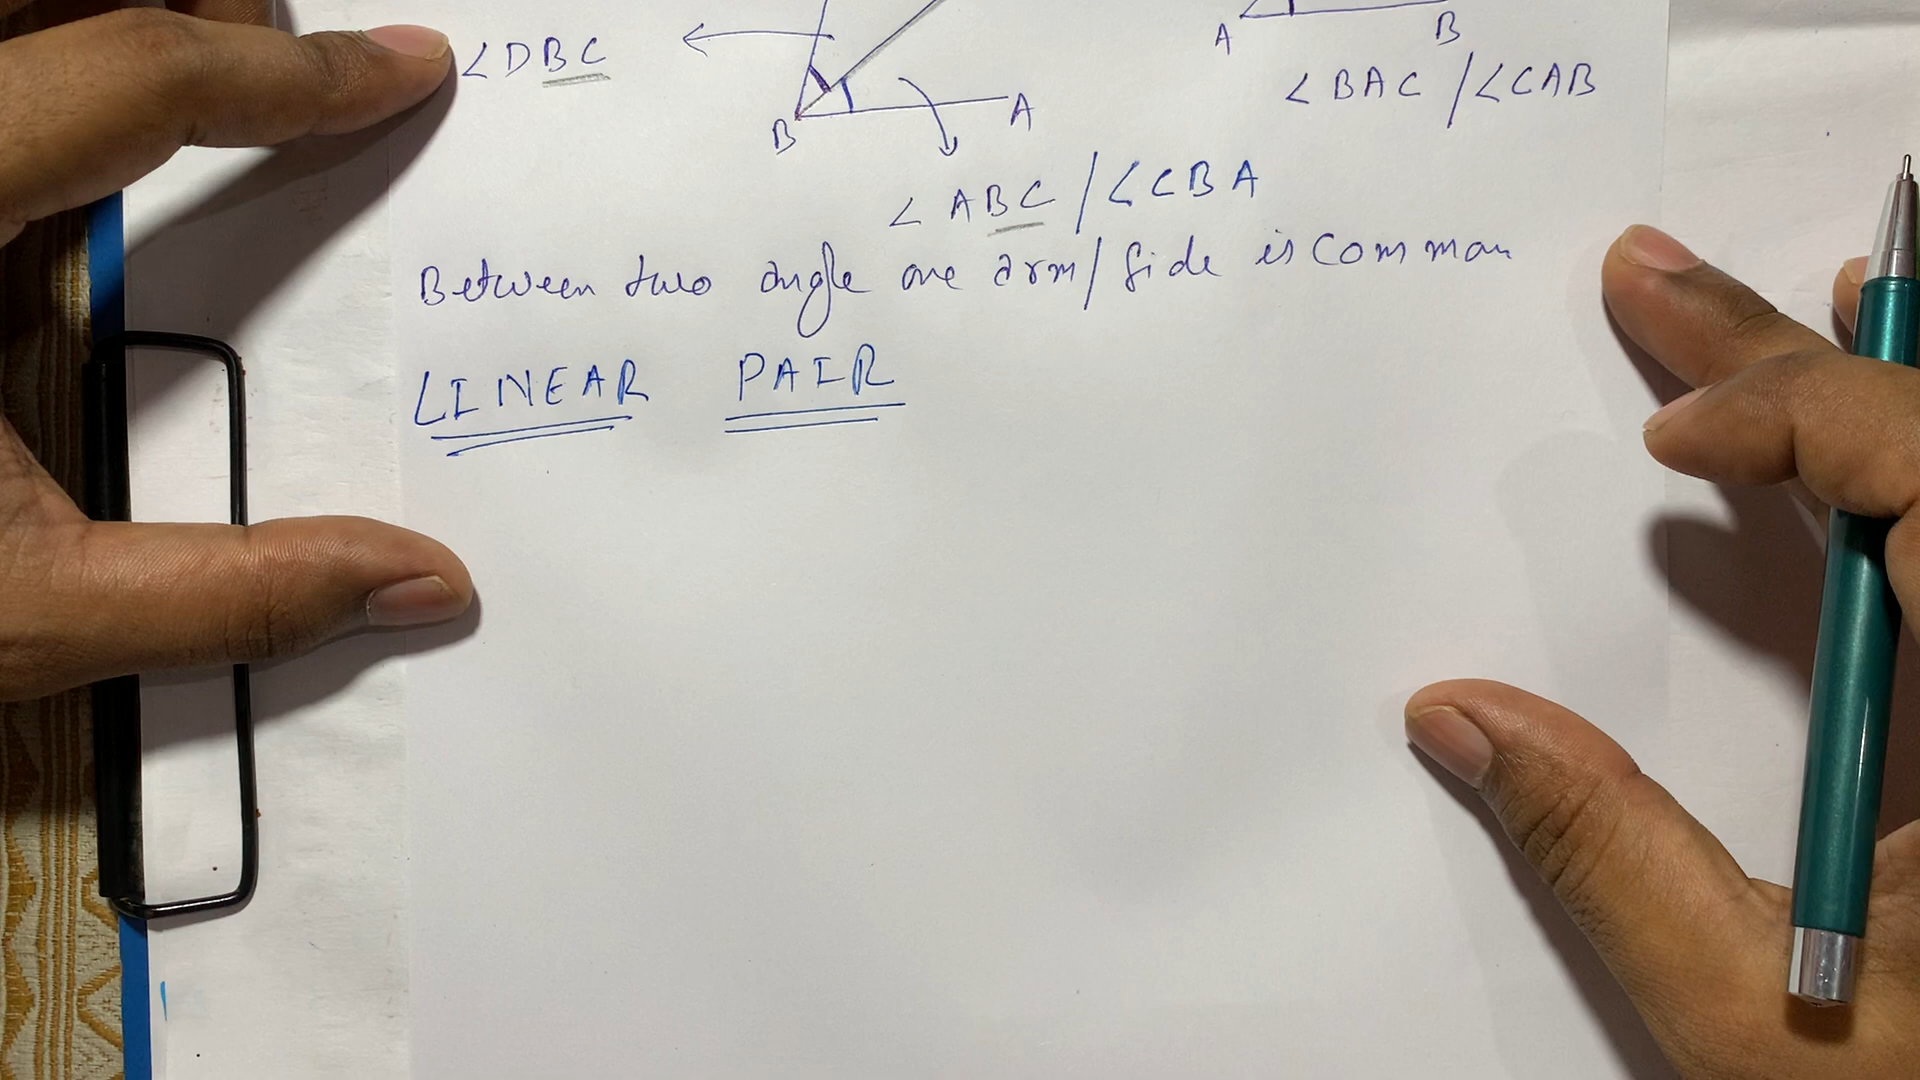 ∠DBC
B
A
A
B
∠BAC / ∠CAB
∠ABC / ∠CBA
Between two angle one arm/side is common
LINEAR PAIR